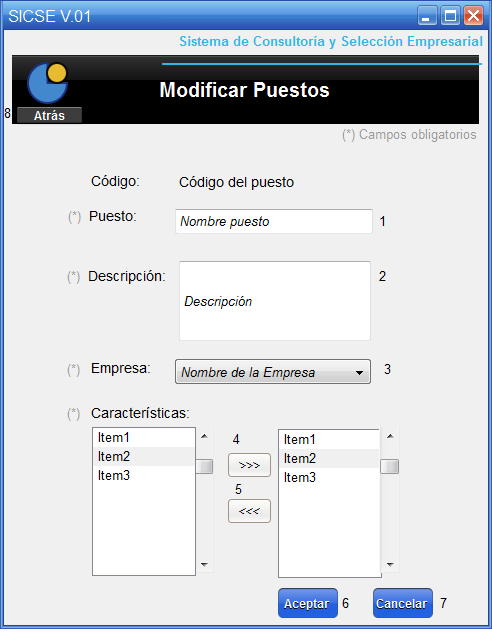 SICSE V.01
Sistema de Consultoría y Selección Empresarial
Modificar Puestos
8 Atrás
(*) Campos obligatorios
Código: Código del puesto
(*) Puesto: Nombre puesto 1
(*) Descripción: Descripción 2
(*) Empresa: Nombre de la Empresa 3
(*) Características:
Item1 4 Item1
Item2 >>> Item2
Item3 5 Item3
<<<
Aceptar 6 Cancelar 7